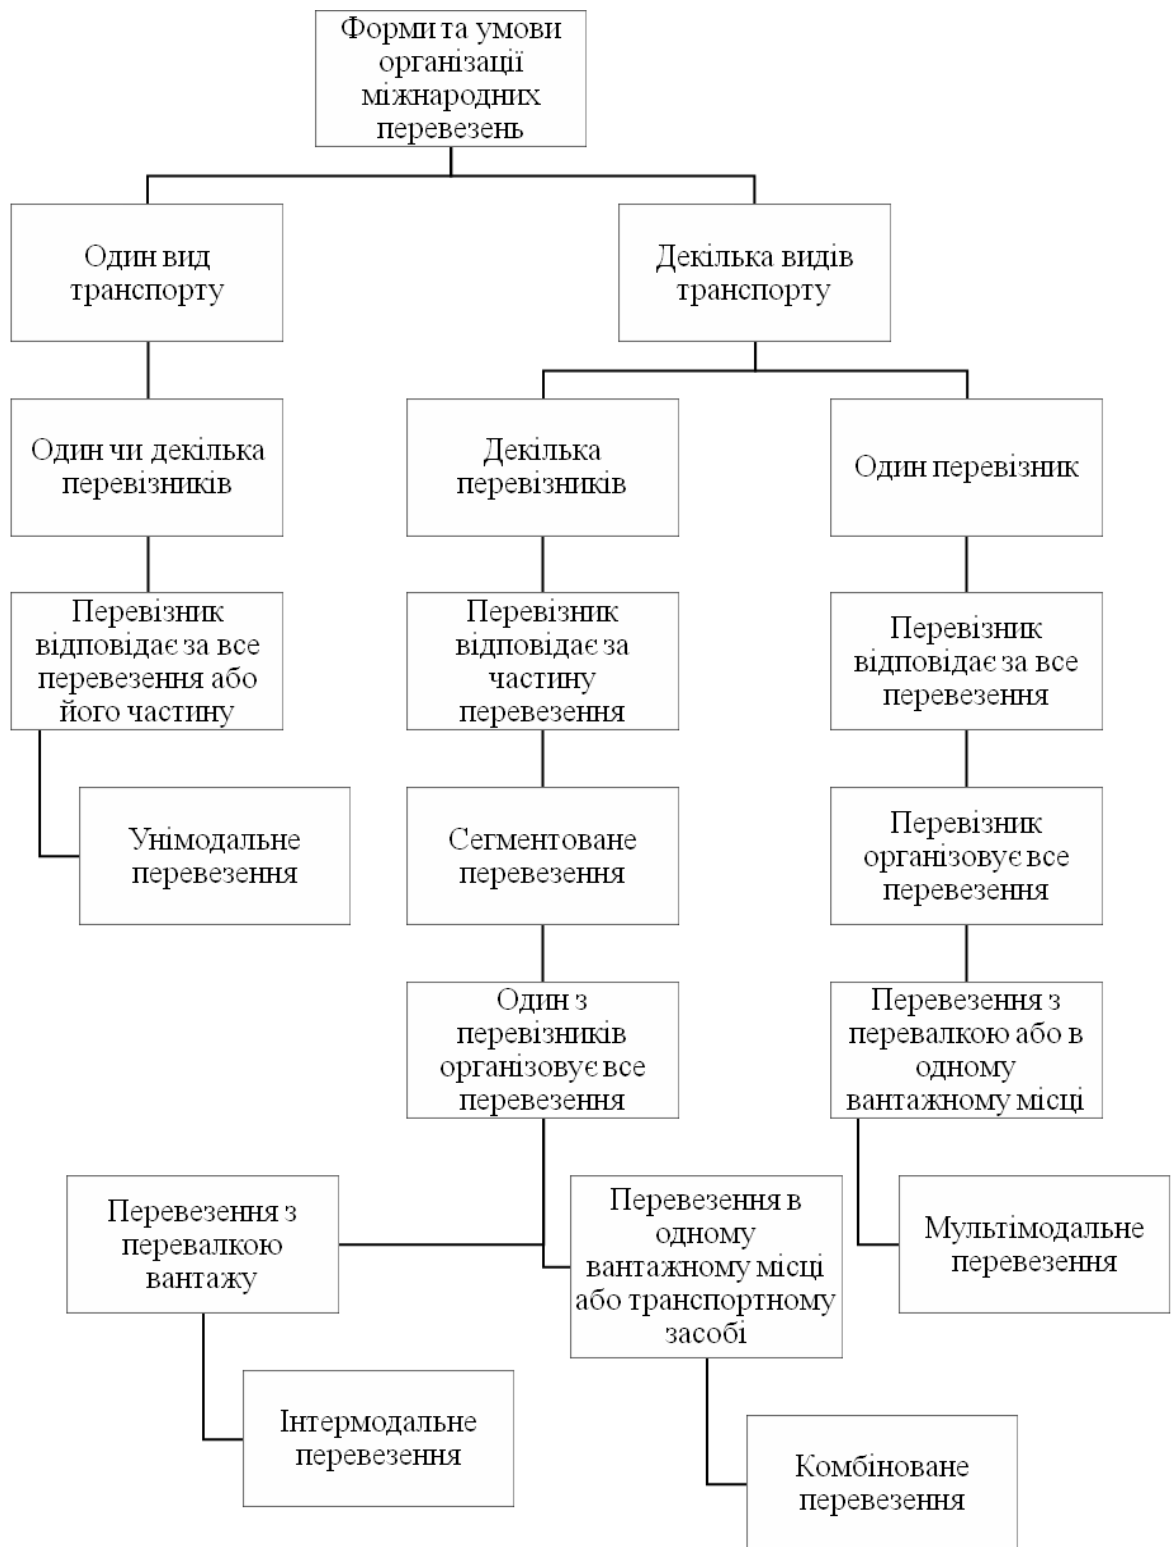 Форми та умови
організації
міжнародних
перевезень
Один вид
транспорту
Декілька видів
транспорту
Один чи декілька
перевізників
Декілька
перевізників
Один перевізник
Перевізник
відповідає за все
перевезення або
його частину
Перевізник
відповідає за
частину
перевезення
Перевізник
відповідає за все
перевезення
Унімодальне
перевезення
Сегментоване
перевезення
Перевізник
організовує все
перевезення
Один з
перевізників
організовує все
перевезення
Перевезення з
перевалкою або в
одному
вантажному місці
Перевезення з
перевалкою
вантажу
Перевезення в
одному
вантажному місці
або транспортному
засобі
Мультімодальне
перевезення
Інтермодальне
перевезення
Комбіноване
перевезення